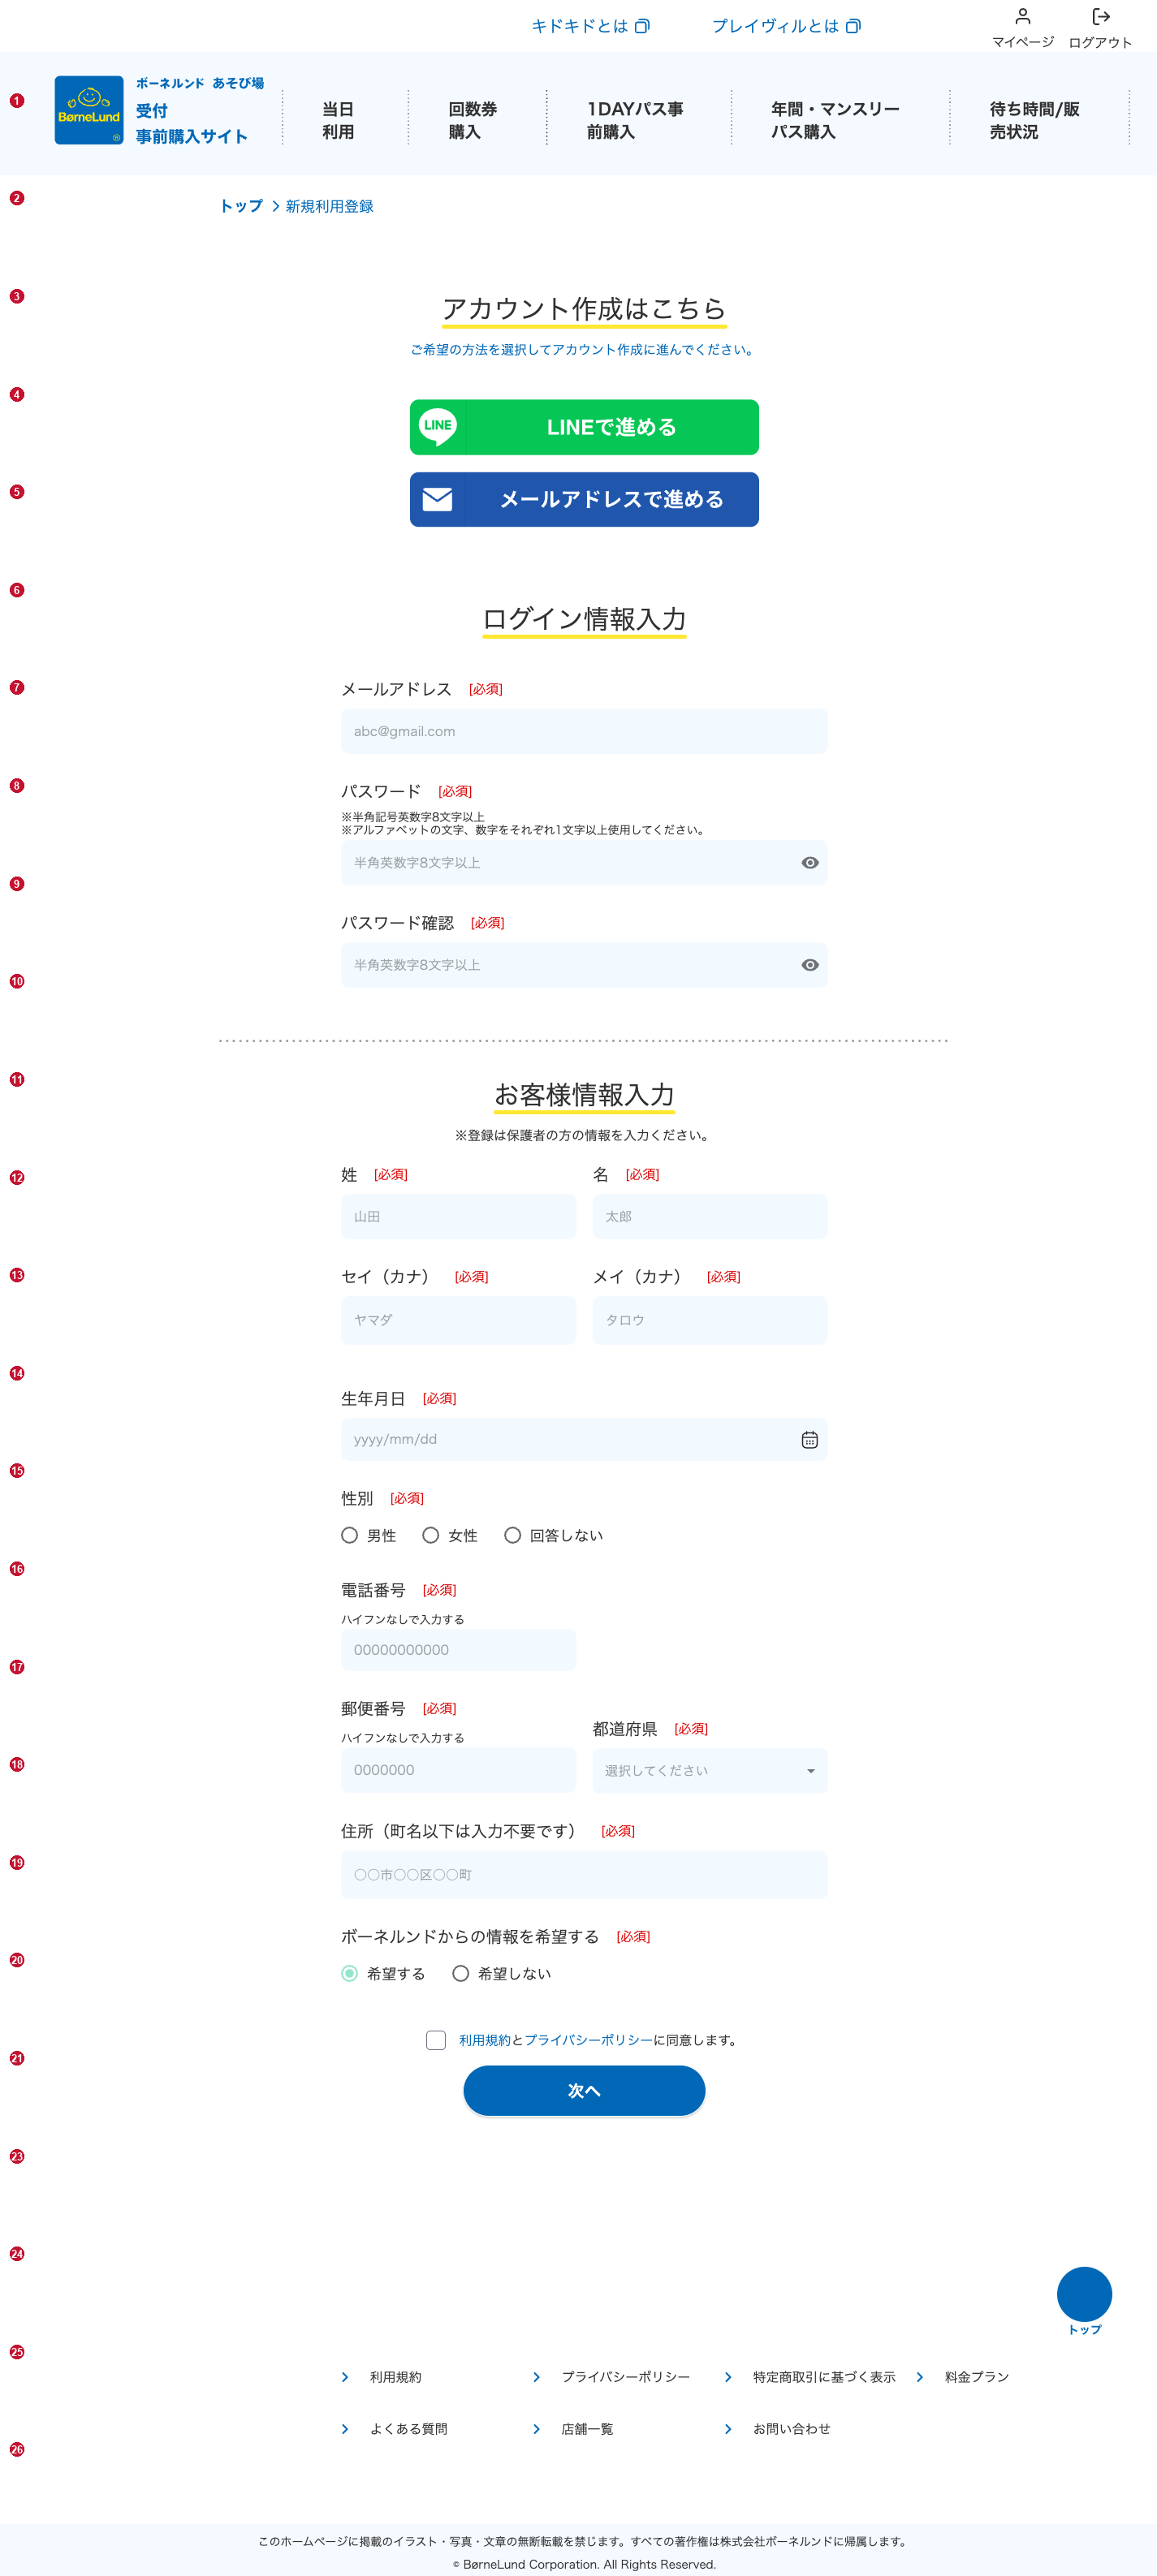 キドキドとは
プレイヴィルとは
マイページ
ログアウト
BørneLund
®
ボーネルンド あそび場
受付
事前購入サイト
当日
利用
回数券
購入
1DAYパス事
前購入
年間・マンスリー
パス購入
待ち時間/販
売状況
1
2
トップ
新規利用登録
3
アカウント作成はこちら
ご希望の方法を選択してアカウント作成に進んでください。
4
LINE
LINEで進める
5
メールアドレスで進める
6
ログイン情報入力
7
メールアドレス [必須]
abc@gmail.com
8
パスワード [必須]
※半角記号英数字8文字以上
※アルファベットの文字、数字をそれぞれ1文字以上使用してください。
半角英数字8文字以上
9
パスワード確認 [必須]
半角英数字8文字以上
10
11
お客様情報入力
※登録は保護者の方の情報を入力ください。
12
姓 [必須]
名 [必須]
山田
太郎
13
セイ（カナ） [必須]
メイ（カナ） [必須]
ヤマダ
タロウ
14
生年月日 [必須]
yyyy/mm/dd
15
性別 [必須]
男性
女性
回答しない
16
電話番号 [必須]
ハイフンなしで入力する
00000000000
17
郵便番号 [必須]
ハイフンなしで入力する
0000000
都道府県 [必須]
選択してください
18
住所（町名以下は入力不要です） [必須]
19
○○市○○区○○町
ボーネルンドからの情報を希望する [必須]
20
希望する
希望しない
利用規約とプライバシーポリシーに同意します。
21
次へ
23
24
トップ
25
利用規約
プライバシーポリシー
特定商取引に基づく表示
料金プラン
よくある質問
店舗一覧
お問い合わせ
26
このホームページに掲載のイラスト・写真・文章の無断転載を禁じます。すべての著作権は株式会社ボーネルンドに帰属します。
© BørneLund Corporation. All Rights Reserved.